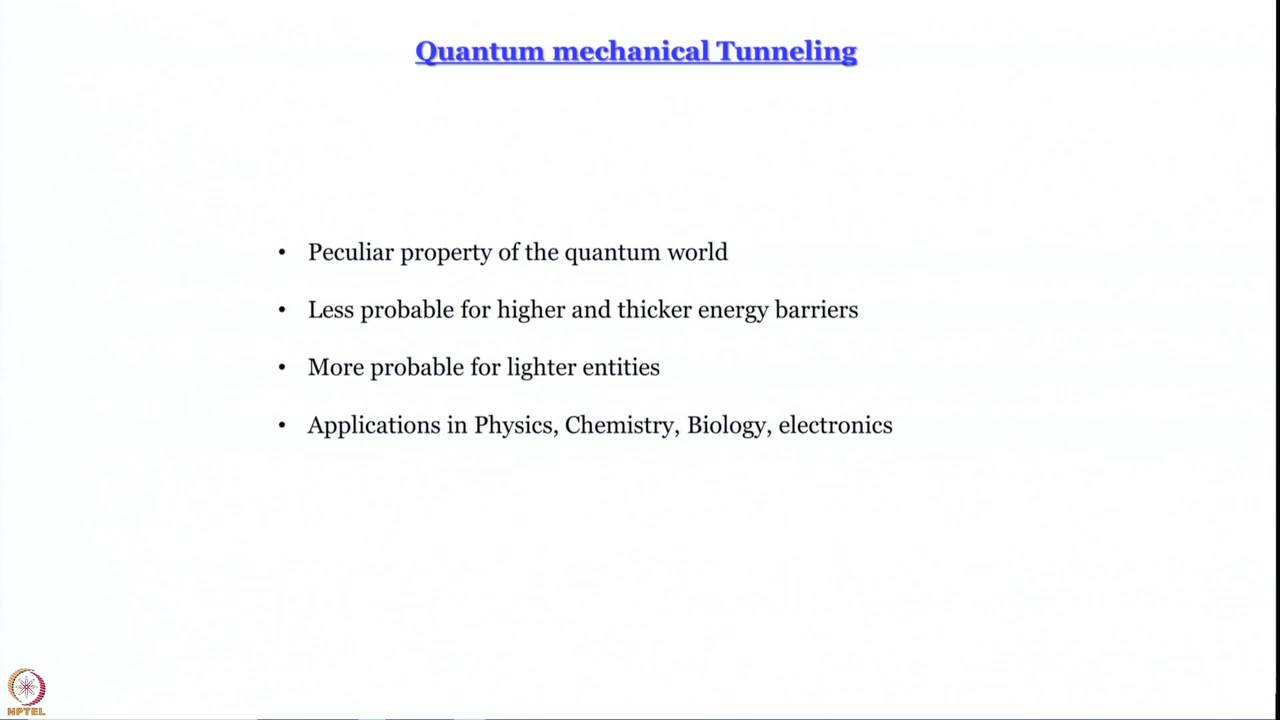 Quantum mechanical Tunneling
• Peculiar property of the quantum world
• Less probable for higher and thicker energy barriers
• More probable for lighter entities
• Applications in Physics, Chemistry, Biology, electronics
NPTEL